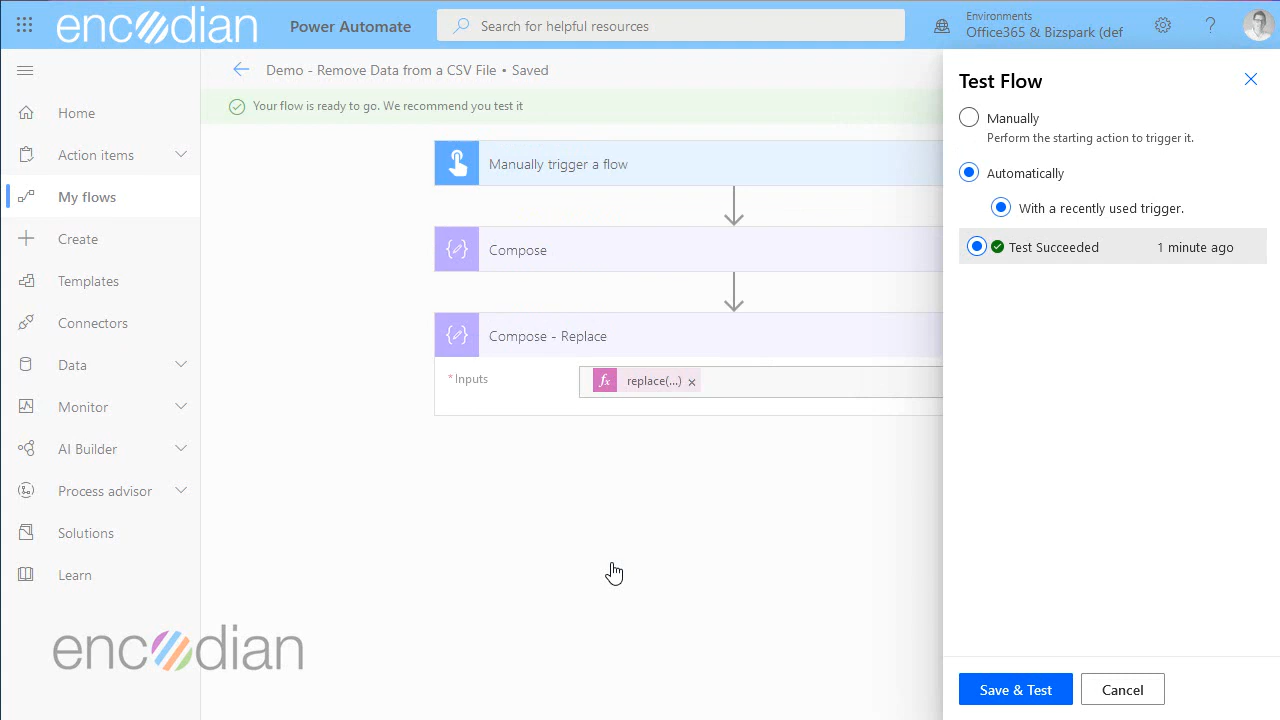 encodian
Power Automate
Search for helpful resources
Environments
Office365 & Bizspark (def
Demo - Remove Data from a CSV File • Saved
Your flow is ready to go. We recommend you test it
Home
Action items
My flows
Create
Templates
Connectors
Data
Monitor
AI Builder
Process advisor
Solutions
Learn
Manually trigger a flow
Compose
Compose - Replace
*Inputs
fx replace(...) ×
encodian
Test Flow
Manually
Perform the starting action to trigger it.
Automatically
With a recently used trigger.
Test Succeeded 1 minute ago
Save & Test Cancel